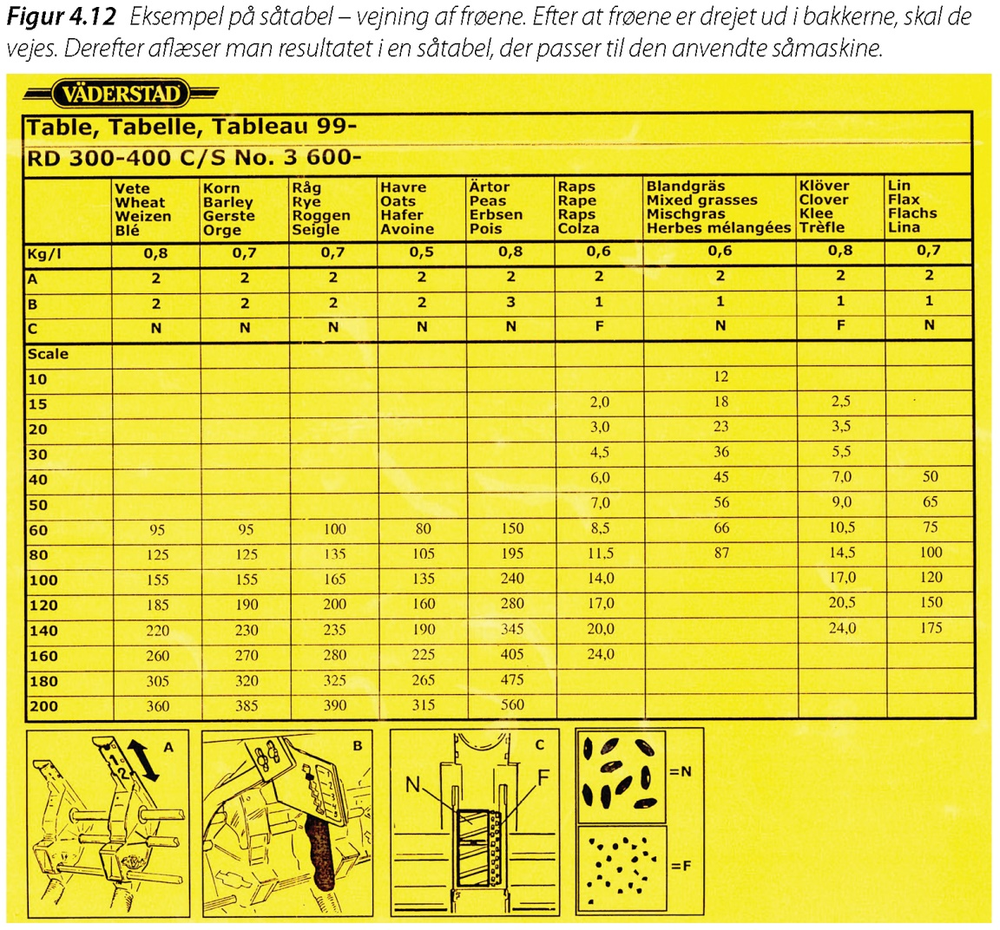 Figur 4.12 Eksempel på såtabel – vejning af frøene. Efter at frøene er drejet ud i bakkerne, skal de
vejes. Derefter aflæser man resultatet i en såtabel, der passer til den anvendte såmaskine.
VÄDERSTAD
Table, Tabelle, Tableau 99-
RD 300-400 C/S No. 3 600-
Vete Korn Råg Havre Ärtor Raps Blandgräs Klöver Lin
Wheat Barley Rye Oats Peas Rape Mixed grasses Clover Flax
Weizen Gerste Roggen Hafer Erbsen Raps Mischgras Klee Flachs
Blé Orge Seigle Avoine Pois Colza Herbes mélangées Trèfle Lina
Kg/l 0,8 0,7 0,7 0,5 0,8 0,6 0,6 0,8 0,7
A 2 2 2 2 2 2 2 2 2
B 2 2 2 2 3 1 1 1 1
C N N N N N F N F N
Scale
10 12
15 2,0 18 2,5
20 3,0 23 3,5
30 4,5 36 5,5
40 6,0 45 7,0 50
50 7,0 56 9,0 65
60 95 95 100 80 150 8,5 66 10,5 75
80 125 125 135 105 195 11,5 87 14,5 100
100 155 155 165 135 240 14,0 17,0 120
120 185 190 200 160 280 17,0 20,5 150
140 220 230 235 190 345 20,0 24,0 175
160 260 270 280 225 405 24,0
180 305 320 325 265 475
200 360 385 390 315 560
A
1
2
B
C
N F
=N
=F